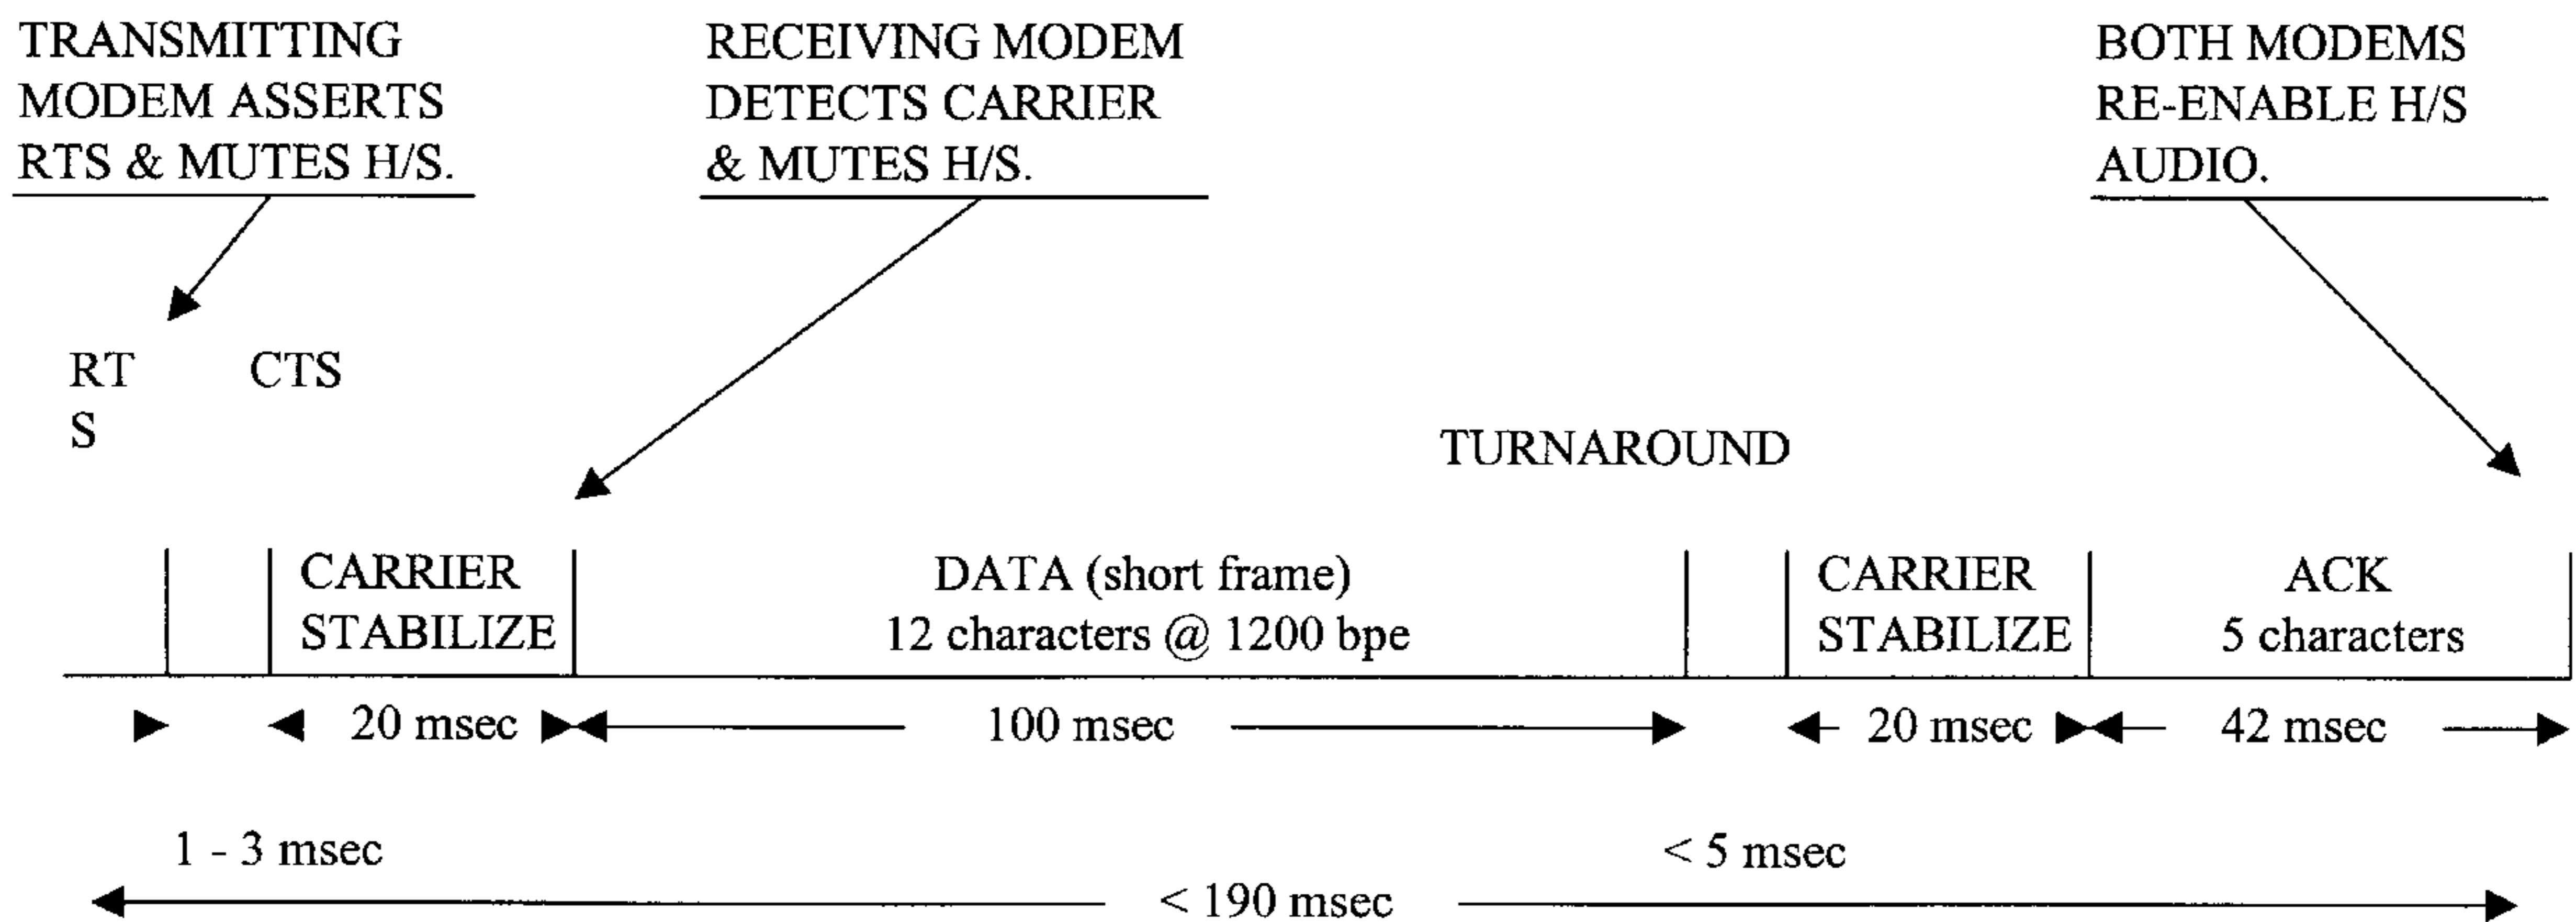 TRANSMITTING
MODEM ASSERTS
RTS & MUTES H/S.
RECEIVING MODEM
DETECTS CARRIER
& MUTES H/S.
BOTH MODEMS
RE-ENABLE H/S
AUDIO.
RT
S
CTS
TURNAROUND
CARRIER
STABILIZE
DATA (short frame)
12 characters @ 1200 bpe
CARRIER
STABILIZE
ACK
5 characters
20 msec
100 msec
20 msec
42 msec
1 - 3 msec
< 5 msec
< 190 msec